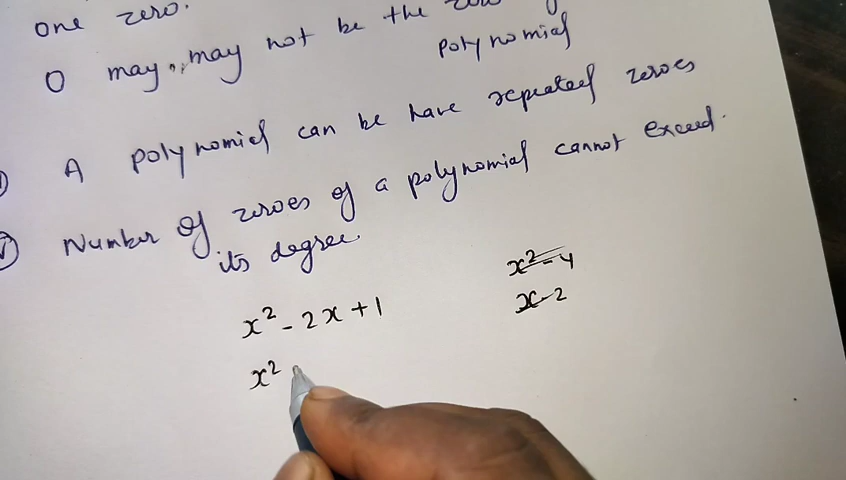 one zero.
0 may, may not be the zero
polynomial
A polynomial can be have repeated zeroes
Number of zeroes of a polynomial cannot exceed.
its degree.
x² - 2x + 1
x² - 4
x - 2
x²